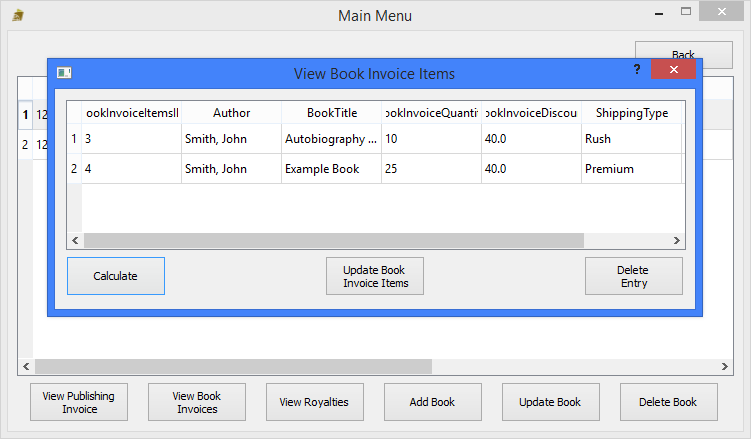 Main Menu
Back
View Book Invoice Items
?
ookInvoiceItemsI Author BookTitle ookInvoiceQuanti ookInvoiceDiscou ShippingType
1 3 Smith, John Autobiography ... 10 40.0 Rush
2 4 Smith, John Example Book 25 40.0 Premium
1 12
2 12
Calculate
Update Book
Invoice Items
Delete
Entry
View Publishing
Invoice
View Book
Invoices
View Royalties
Add Book
Update Book
Delete Book